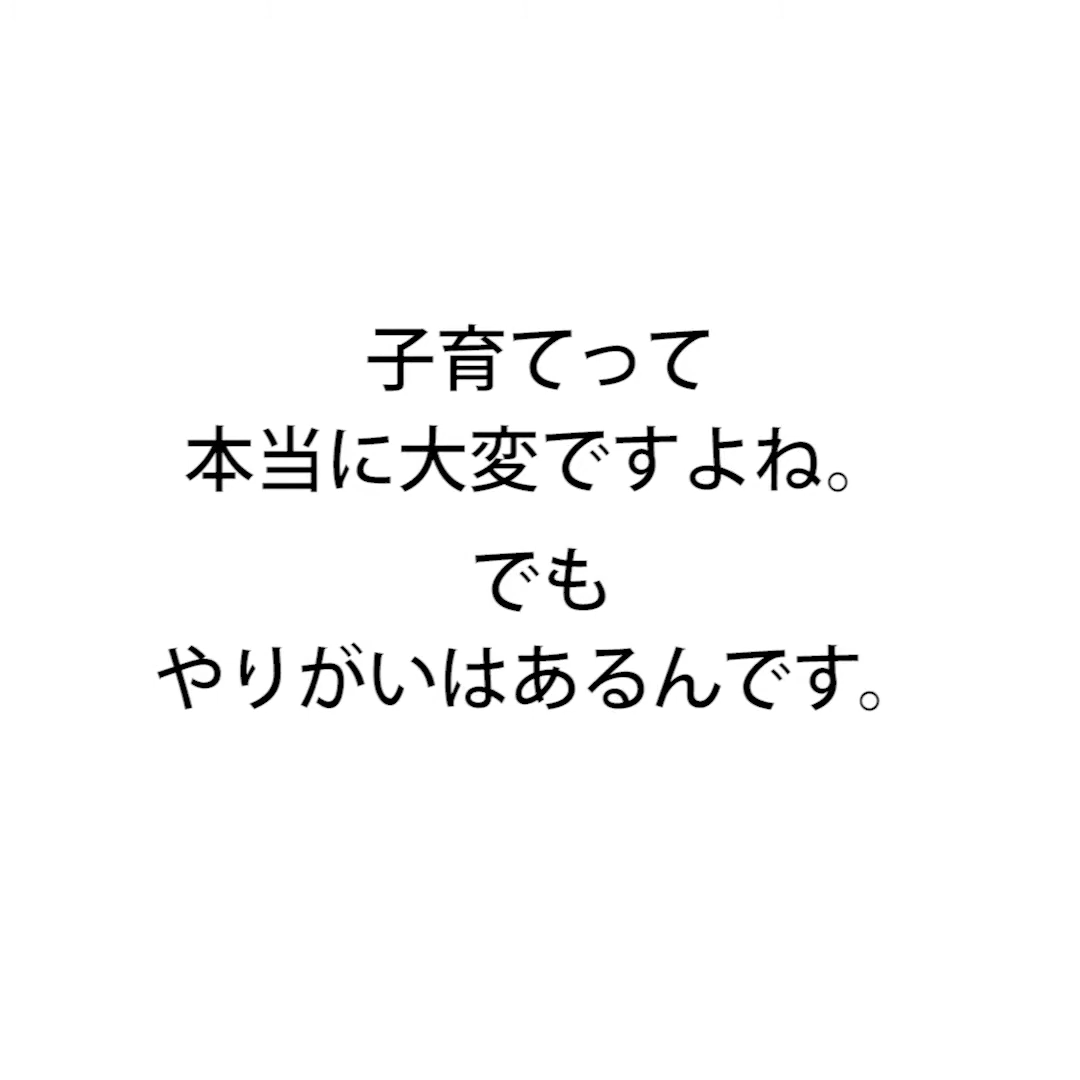 子育てって
本当に大変ですよね。
でも
やりがいはあるんです。